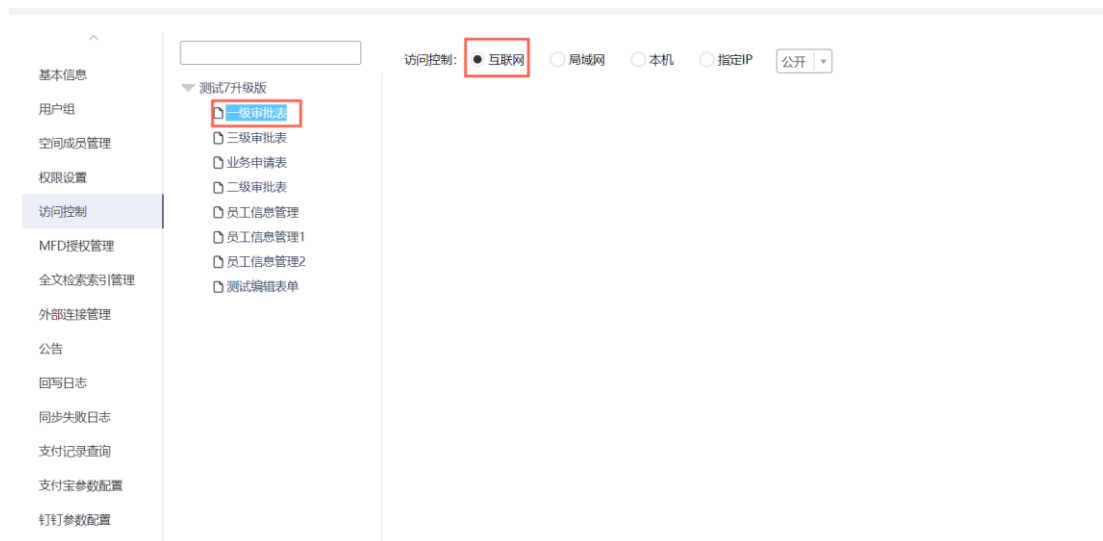 基本信息
用户组
空间成员管理
权限设置
访问控制
MFD授权管理
全文检索索引管理
外部连接管理
公告
回写日志
同步失败日志
支付记录查询
支付宝参数配置
钉钉参数配置
测试7升级版
一级审批表
三级审批表
业务申请表
二级审批表
员工信息管理
员工信息管理1
员工信息管理2
测试编辑表单
访问控制: 互联网 局域网 本机 指定IP 公开